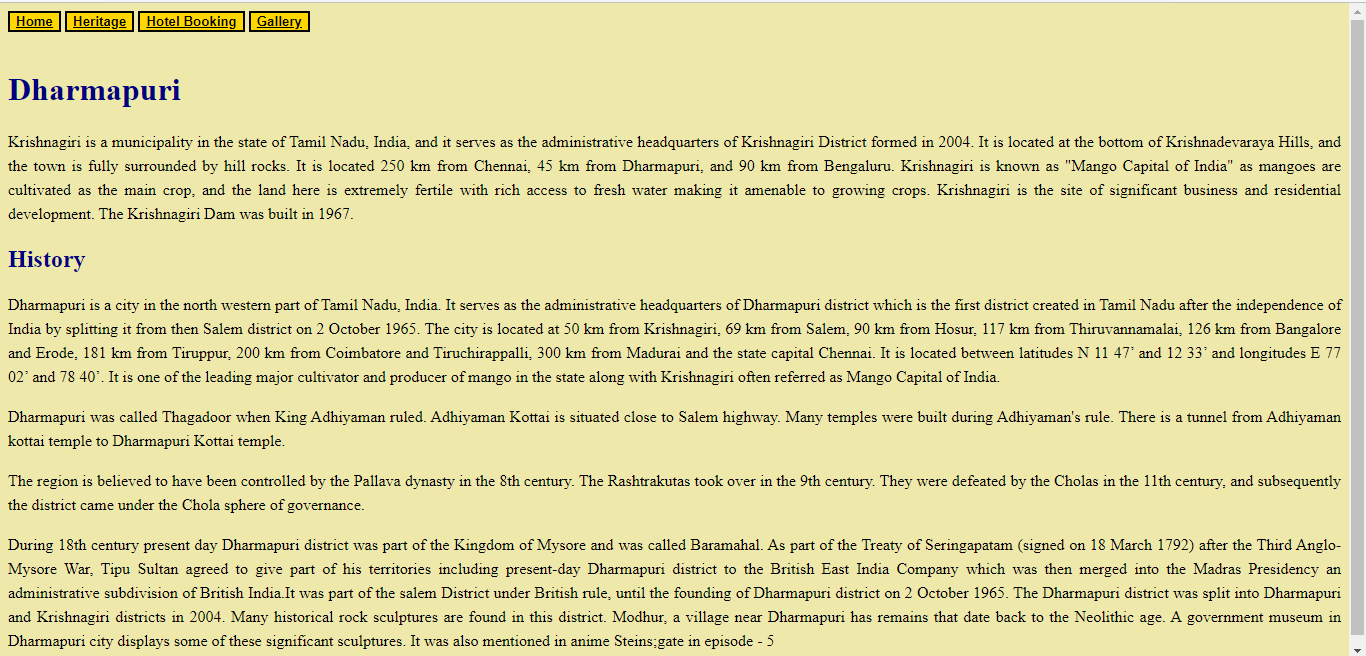 Home Heritage Hotel Booking Gallery
Dharmapuri
Krishnagiri is a municipality in the state of Tamil Nadu, India, and it serves as the administrative headquarters of Krishnagiri District formed in 2004. It is located at the bottom of Krishnadevaraya Hills, and
the town is fully surrounded by hill rocks. It is located 250 km from Chennai, 45 km from Dharmapuri, and 90 km from Bengaluru. Krishnagiri is known as "Mango Capital of India" as mangoes are
cultivated as the main crop, and the land here is extremely fertile with rich access to fresh water making it amenable to growing crops. Krishnagiri is the site of significant business and residential
development. The Krishnagiri Dam was built in 1967.
History
Dharmapuri is a city in the north western part of Tamil Nadu, India. It serves as the administrative headquarters of Dharmapuri district which is the first district created in Tamil Nadu after the independence of
India by splitting it from then Salem district on 2 October 1965. The city is located at 50 km from Krishnagiri, 69 km from Salem, 90 km from Hosur, 117 km from Thiruvannamalai, 126 km from Bangalore
and Erode, 181 km from Tiruppur, 200 km from Coimbatore and Tiruchirappalli, 300 km from Madurai and the state capital Chennai. It is located between latitudes N 11 47’ and 12 33’ and longitudes E 77
02’ and 78 40’. It is one of the leading major cultivator and producer of mango in the state along with Krishnagiri often referred as Mango Capital of India.
Dharmapuri was called Thagadoor when King Adhiyaman ruled. Adhiyaman Kottai is situated close to Salem highway. Many temples were built during Adhiyaman's rule. There is a tunnel from Adhiyaman
kottai temple to Dharmapuri Kottai temple.
The region is believed to have been controlled by the Pallava dynasty in the 8th century. The Rashtrakutas took over in the 9th century. They were defeated by the Cholas in the 11th century, and subsequently
the district came under the Chola sphere of governance.
During 18th century present day Dharmapuri district was part of the Kingdom of Mysore and was called Baramahal. As part of the Treaty of Seringapatam (signed on 18 March 1792) after the Third Anglo-
Mysore War, Tipu Sultan agreed to give part of his territories including present-day Dharmapuri district to the British East India Company which was then merged into the Madras Presidency an
administrative subdivision of British India.It was part of the salem District under British rule, until the founding of Dharmapuri district on 2 October 1965. The Dharmapuri district was split into Dharmapuri
and Krishnagiri districts in 2004. Many historical rock sculptures are found in this district. Modhur, a village near Dharmapuri has remains that date back to the Neolithic age. A government museum in
Dharmapuri city displays some of these significant sculptures. It was also mentioned in anime Steins;gate in episode - 5